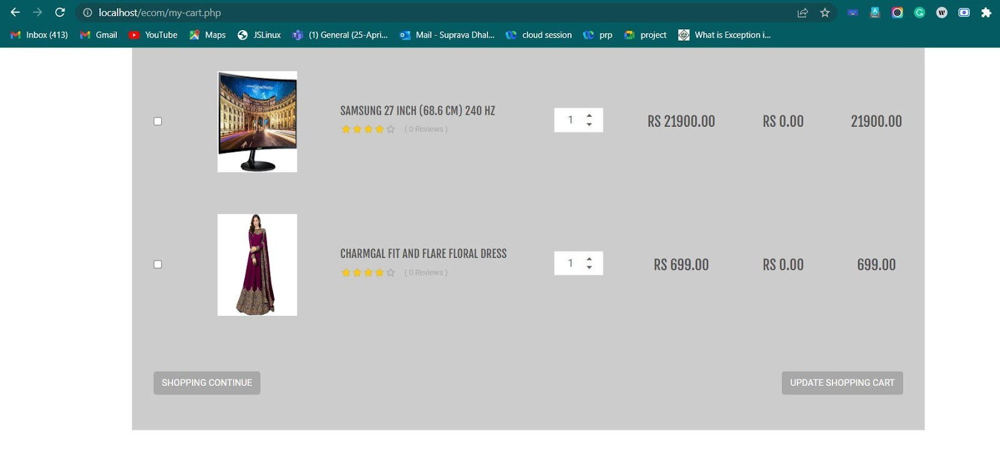 localhost/ecom/my-cart.php
Inbox (413) Gmail YouTube Maps JSLinux (1) General (25-Apri... Mail - Suprava Dhal... cloud session prp project What is Exception i...
SAMSUNG 27 INCH (68.6 CM) 240 HZ
( 0 Reviews )
1
RS 21900.00
RS 0.00
21900.00
CHARMGAL FIT AND FLARE FLORAL DRESS
( 0 Reviews )
1
RS 699.00
RS 0.00
699.00
SHOPPING CONTINUE
UPDATE SHOPPING CART